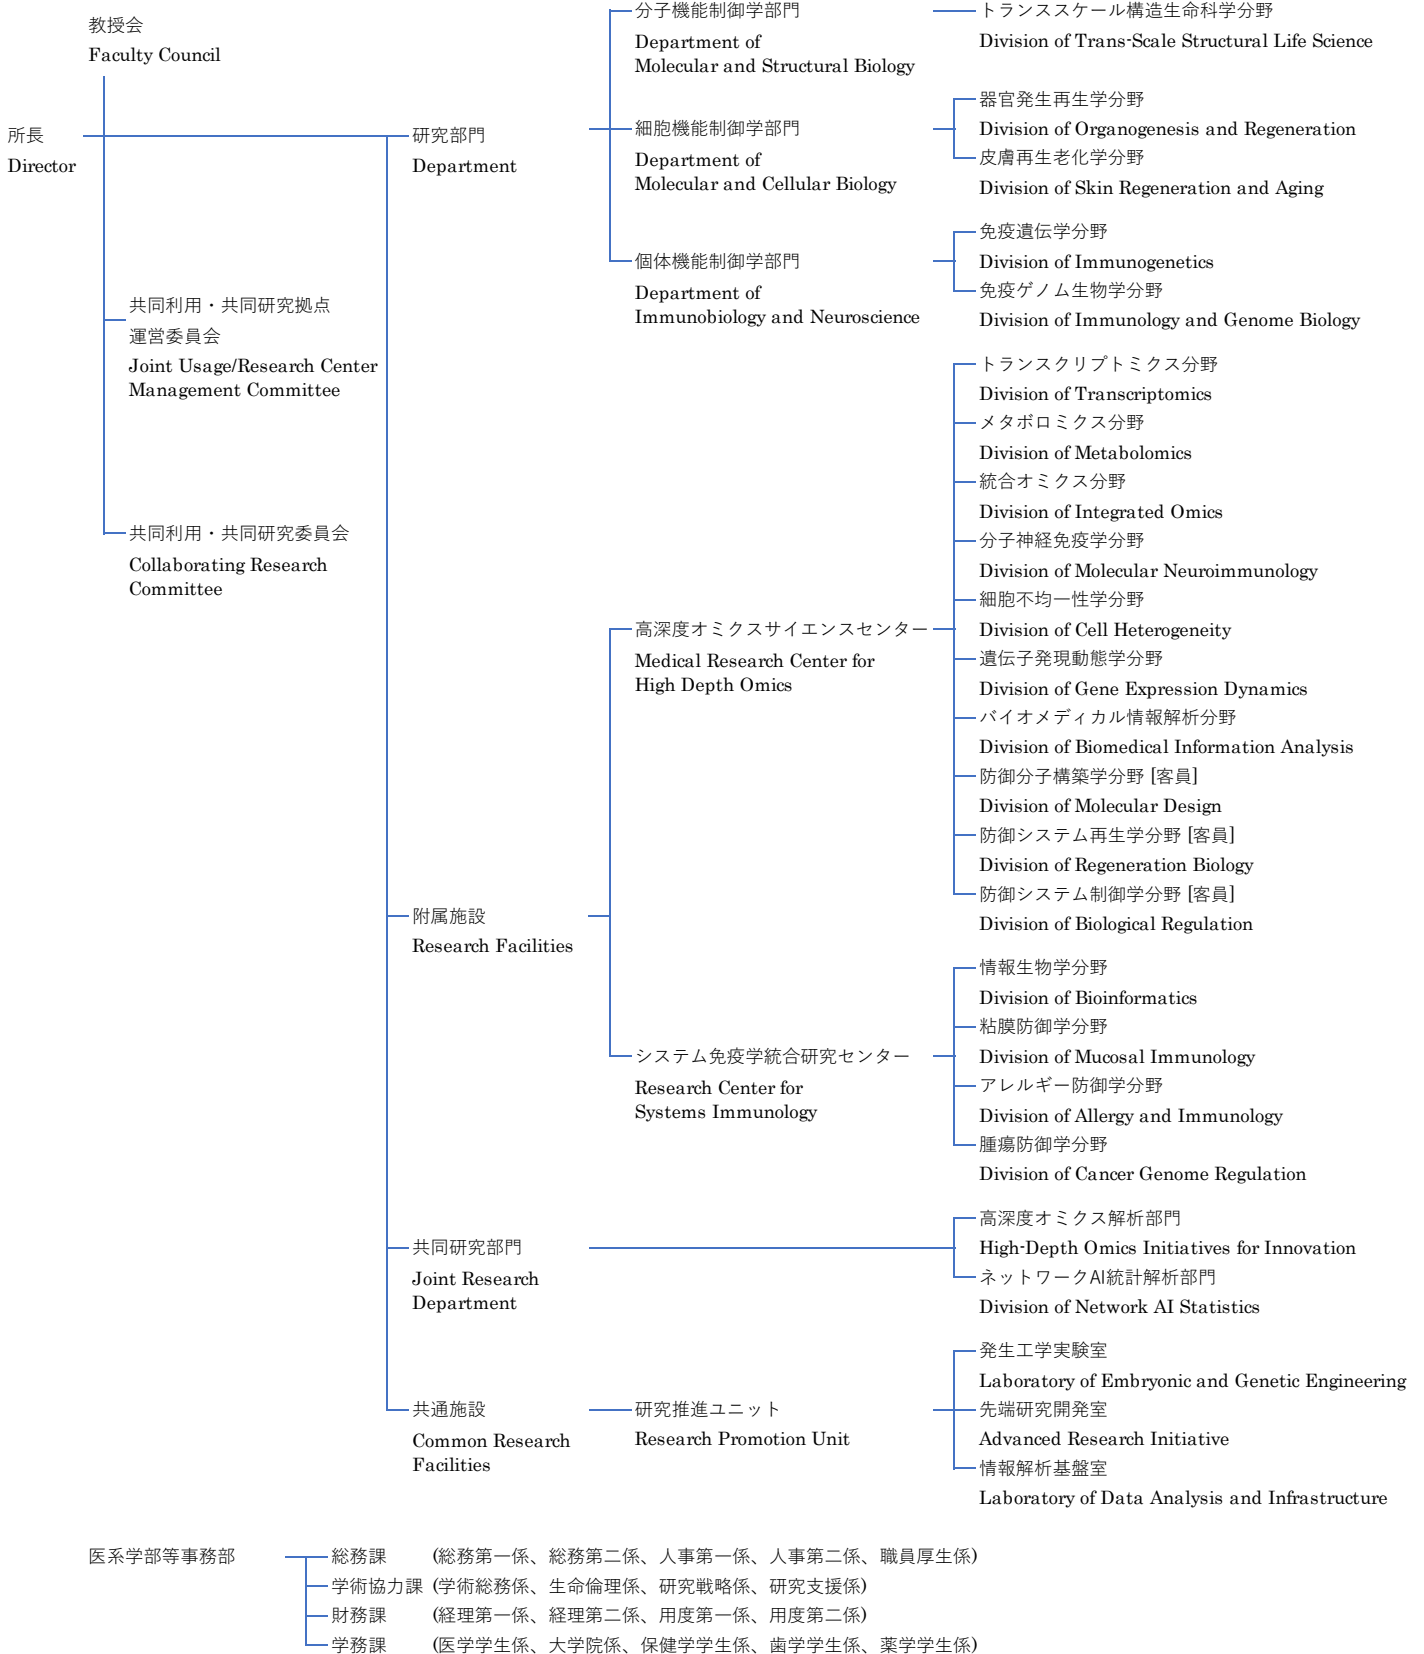 教授会
Faculty Council
所長
Director
共同利用・共同研究拠点
運営委員会
Joint Usage/Research Center
Management Committee
共同利用・共同研究委員会
Collaborating Research
Committee
研究部門
Department
分子機能制御学部門
Department of
Molecular and Structural Biology
トランススケール構造生命科学分野
Division of Trans-Scale Structural Life Science
細胞機能制御学部門
Department of
Molecular and Cellular Biology
器官発生再生学分野
Division of Organogenesis and Regeneration
皮膚再生老化学分野
Division of Skin Regeneration and Aging
個体機能制御学部門
Department of
Immunobiology and Neuroscience
免疫遺伝学分野
Division of Immunogenetics
免疫ゲノム生物学分野
Division of Immunology and Genome Biology
附属施設
Research Facilities
高深度オミクスサイエンスセンター
Medical Research Center for
High Depth Omics
トランスクリプトミクス分野
Division of Transcriptomics
メタボロミクス分野
Division of Metabolomics
統合オミクス分野
Division of Integrated Omics
分子神経免疫学分野
Division of Molecular Neuroimmunology
細胞不均一性学分野
Division of Cell Heterogeneity
遺伝子発現動態学分野
Division of Gene Expression Dynamics
バイオメディカル情報解析分野
Division of Biomedical Information Analysis
防御分子構築学分野 [客員]
Division of Molecular Design
防御システム再生学分野 [客員]
Division of Regeneration Biology
防御システム制御学分野 [客員]
Division of Biological Regulation
システム免疫学統合研究センター
Research Center for
Systems Immunology
情報生物学分野
Division of Bioinformatics
粘膜防御学分野
Division of Mucosal Immunology
アレルギー防御学分野
Division of Allergy and Immunology
腫瘍防御学分野
Division of Cancer Genome Regulation
共同研究部門
Joint Research
Department
高深度オミクス解析部門
High-Depth Omics Initiatives for Innovation
ネットワークAI統計解析部門
Division of Network AI Statistics
共通施設
Common Research
Facilities
研究推進ユニット
Research Promotion Unit
発生工学実験室
Laboratory of Embryonic and Genetic Engineering
先端研究開発室
Advanced Research Initiative
情報解析基盤室
Laboratory of Data Analysis and Infrastructure
医系学部等事務部
総務課 (総務第一係、総務第二係、人事第一係、人事第二係、職員厚生係)
学術協力課 (学術総務係、生命倫理係、研究戦略係、研究支援係)
財務課 (経理第一係、経理第二係、用度第一係、用度第二係)
学務課 (医学学生係、大学院係、保健学学生係、歯学学生係、薬学学生係)